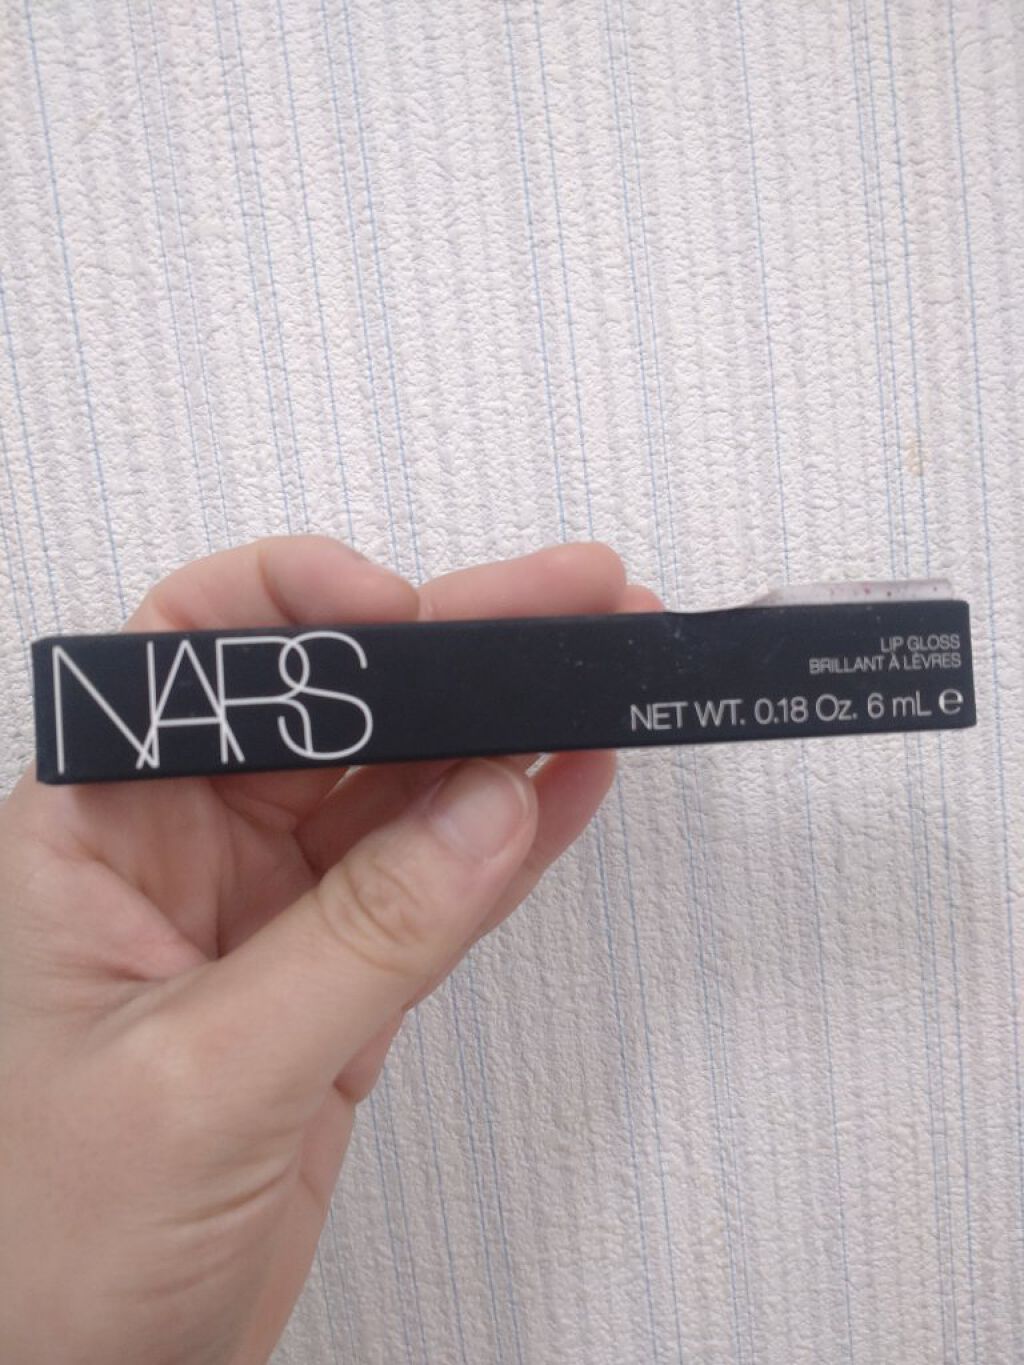 NARS
LIP GLOSS
BRILLANT À LÈVRES
NET WT. 0.18 Oz. 6 mL ℮